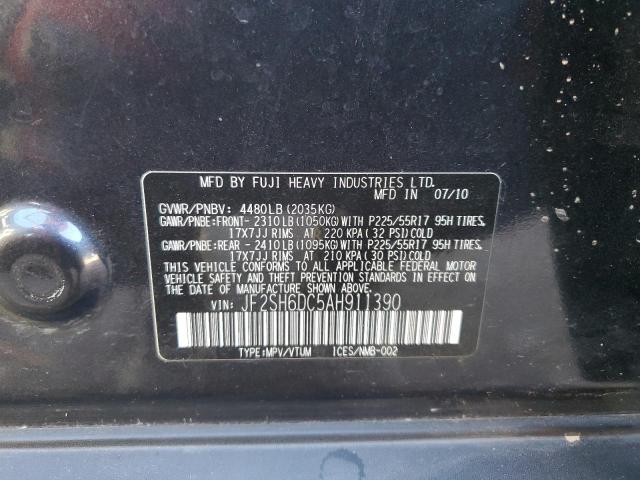 MFD BY FUJI HEAVY INDUSTRIES LTD.
MFD IN 07/10
GVWR/PNBV: 4480LB (2035KG)
GAWR/PNBE:FRONT- 2310LB(1050KG)WITH P225/55R17 95H TIRES,
17X7JJ RIMS AT 220 KPA ( 32 PSI)COLD
GAWR/PNBE:REAR - 2410LB(1095KG)WITH P225/55R17 95H TIRES,
17X7JJ RIMS AT 210 KPA ( 30 PSI)COLD
THIS VEHICLE CONFORMS TO ALL APPLICABLE FEDERAL MOTOR
VEHICLE SAFETY AND THEFT PREVENTION STANDARDS IN EFFECT
ON THE DATE OF MANUFACTURE SHOWN ABOVE.
VIN: JF2SH6DC5AH911390
TYPE:MPV/VTUM ICES/NMB-002